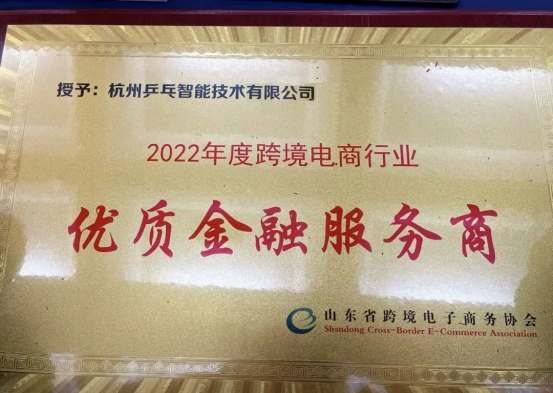 授予：杭州乒乓智能技术有限公司
2022年度跨境电商行业
优质金融服务商
山东省跨境电子商务协会
Shandong Cross-Border E-Commerce Association